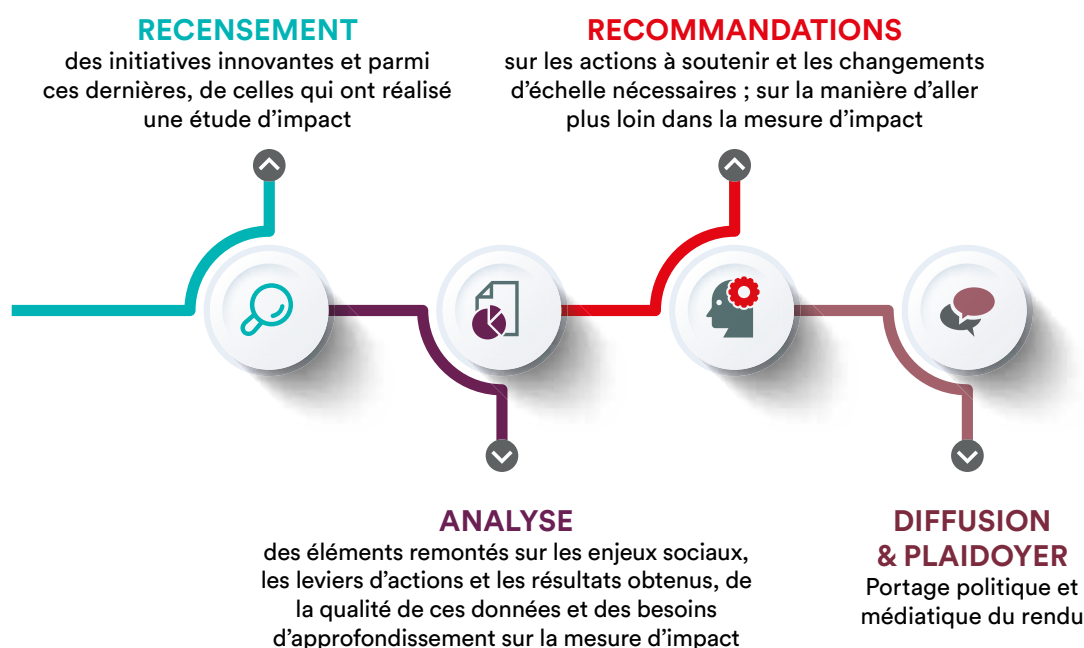 RECENSEMENT
des initiatives innovantes et parmi
ces dernières, de celles qui ont réalisé
une étude d’impact
RECOMMANDATIONS
sur les actions à soutenir et les changements
d’échelle nécessaires ; sur la manière d’aller
plus loin dans la mesure d’impact
ANALYSE
des éléments remontés sur les enjeux sociaux,
les leviers d’actions et les résultats obtenus, de
la qualité de ces données et des besoins
d’approfondissement sur la mesure d’impact
DIFFUSION
& PLAIDOYER
Portage politique et
médiatique du rendu